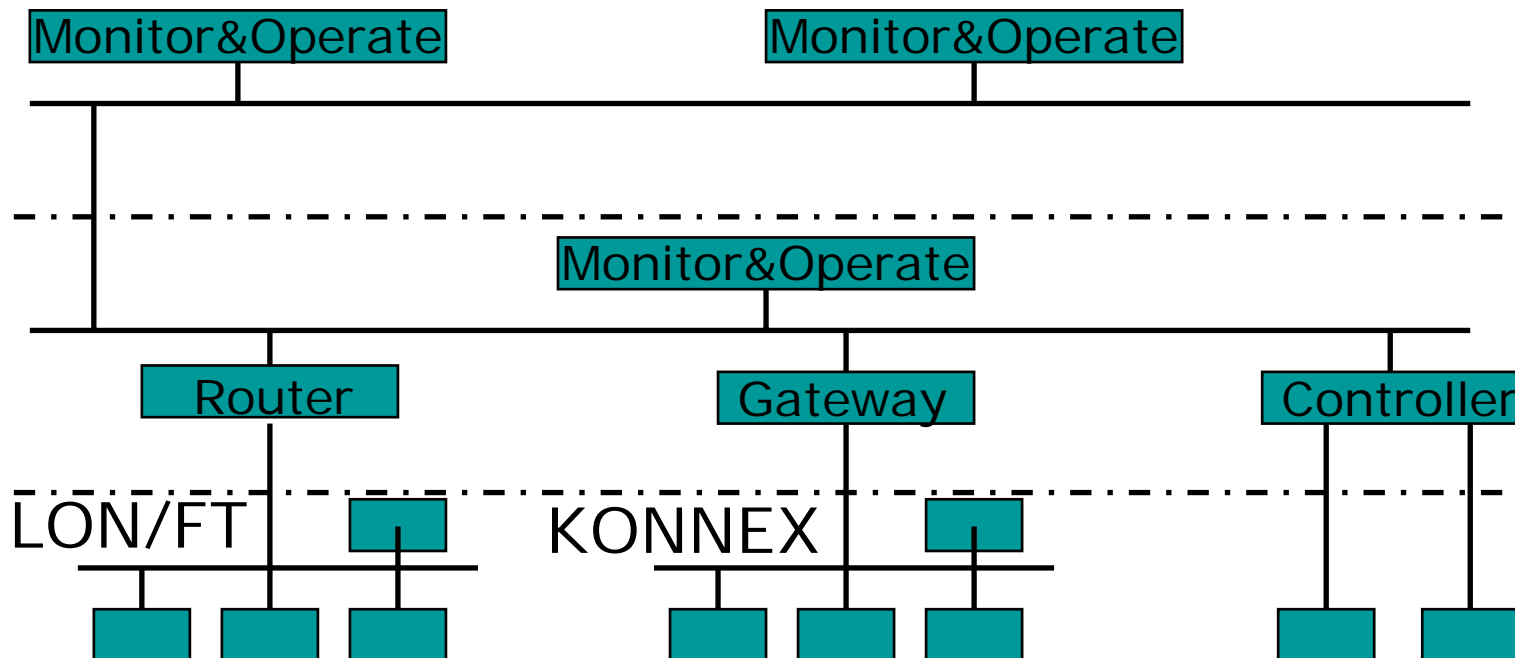 Monitor&Operate
Monitor&Operate
Monitor&Operate
Router
Gateway
Controller
LON/FT
KONNEX